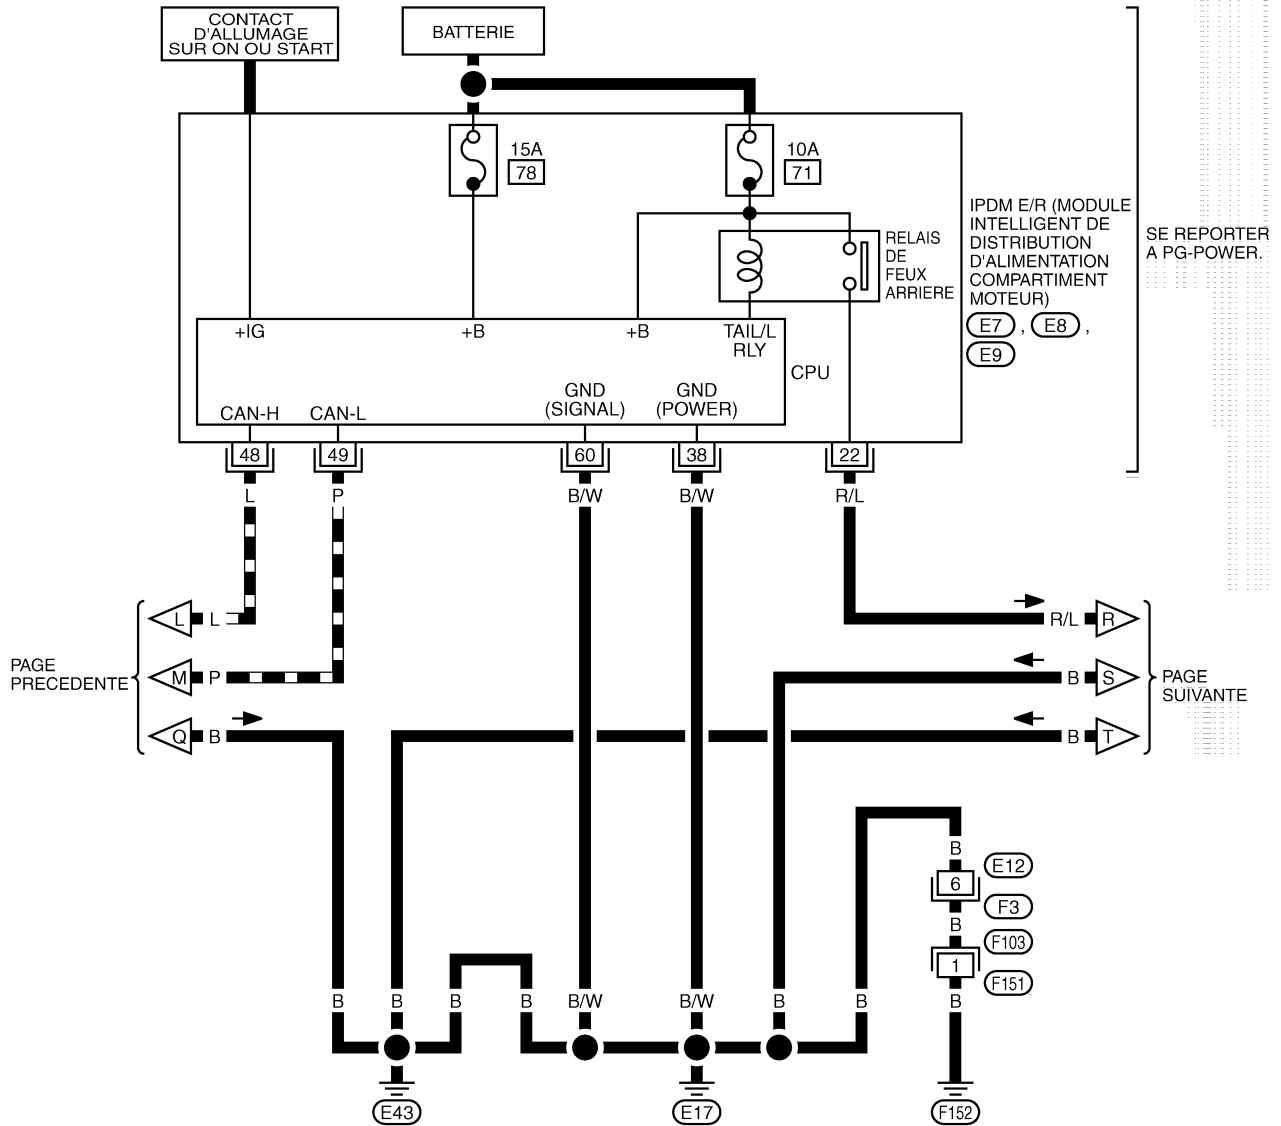 CONTACT
D'ALLUMAGE
SUR ON OU START
BATTERIE
15A
78
10A
71
IPDM E/R (MODULE
INTELLIGENT DE
DISTRIBUTION
D'ALIMENTATION
COMPARTIMENT
MOTEUR)
E7 , E8 ,
E9
SE REPORTER
A PG-POWER.
RELAIS
DE
FEUX
ARRIERE
+IG
+B
+B
TAIL/L
RLY
CPU
CAN-H
CAN-L
GND
(SIGNAL)
GND
(POWER)
48
49
60
38
22
L
P
B/W
B/W
R/L
L L
R/L R
PAGE
PRECEDENTE
M P
B S
PAGE
SUIVANTE
Q B
B T
B
E12
6
F3
B
F103
1
F151
B B B B B/W B/W B B B
E43
E17
F152